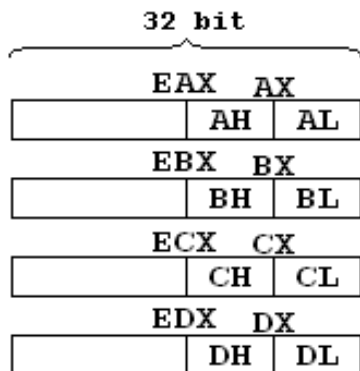 32 bit
EAX AX
AH AL
EBX BX
BH BL
ECX CX
CH CL
EDX DX
DH DL